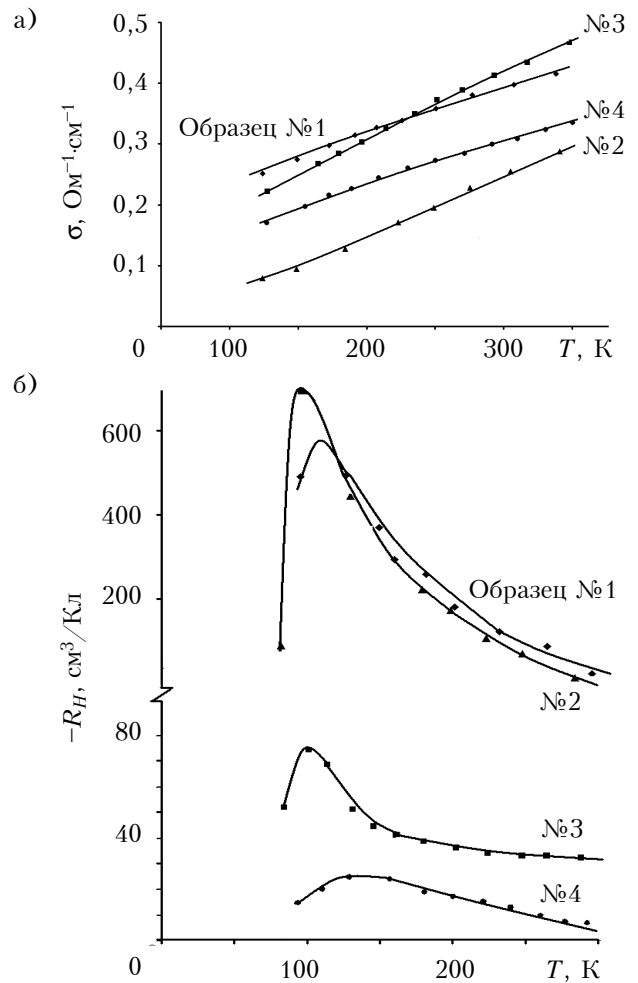 а)
0,5
0,4
0,3
0,2
0,1
0
σ, Ом⁻¹·см⁻¹
Образец №1
№3
№4
№2
100
200
300
T, К
б)
600
400
200
80
40
0
−R_H, см³/Кл
Образец №1
№2
№3
№4
100
200
T, К